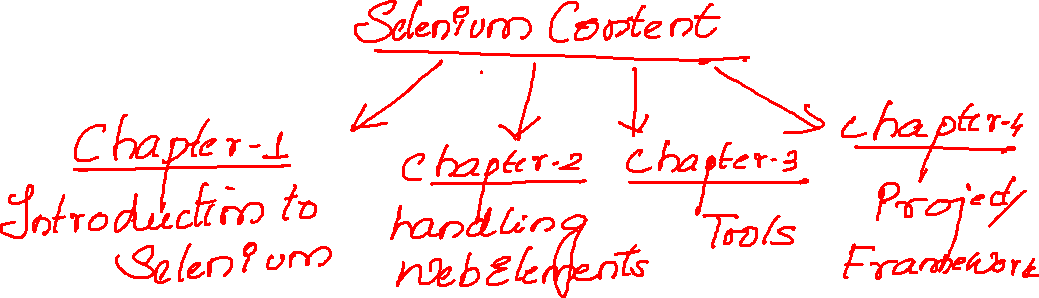 Selenium Content
Chapter-1
Introduction to
Selenium
Chapter-2
handling
WebElements
Chapter-3
Tools
Chapter-4
Project/
Framework